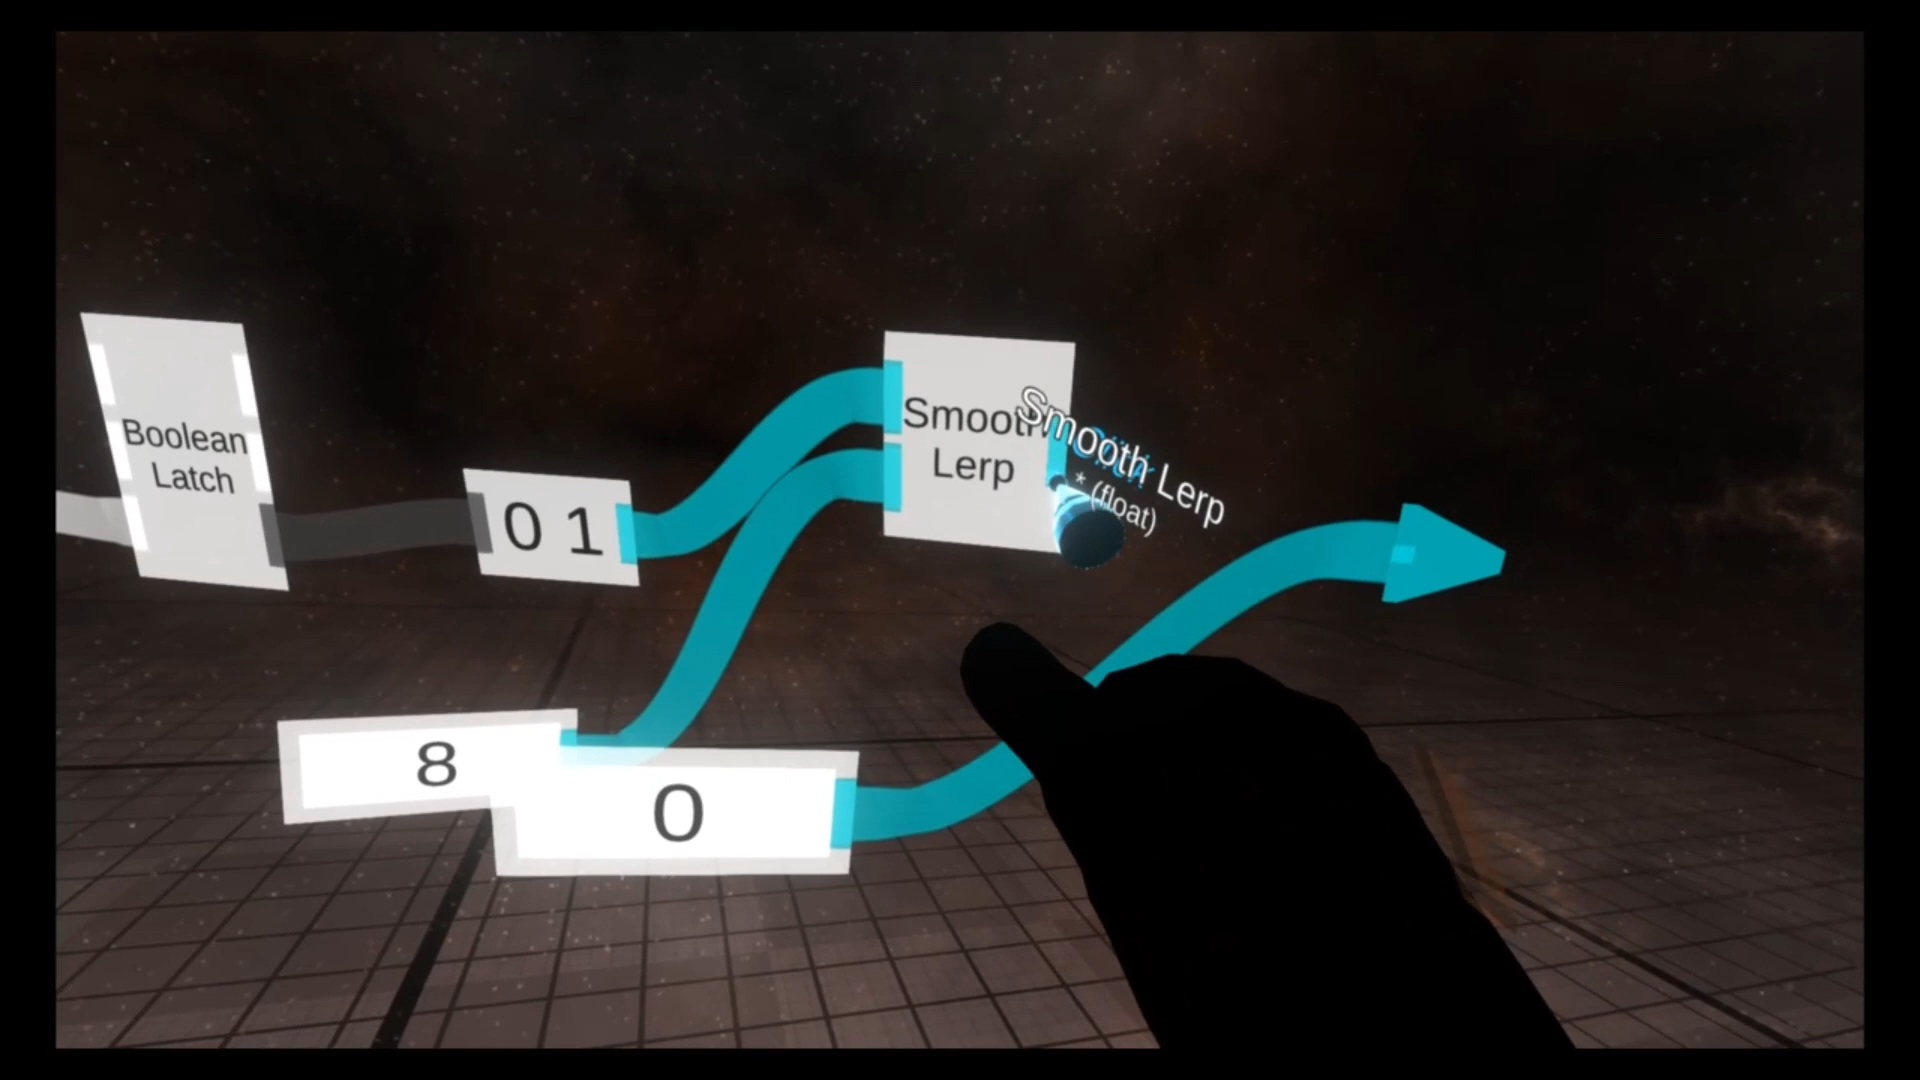 Boolean
Latch
0 1
Smooth
Lerp
Smooth Lerp
* (float)
8
0